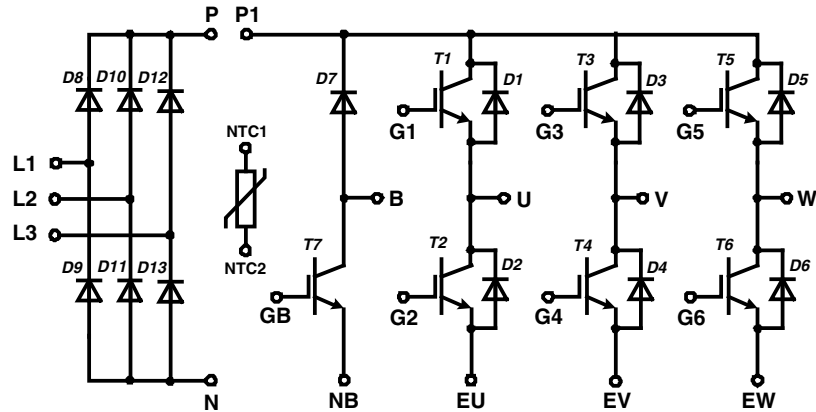 P P1
D8 D10 D12 D7 T1 D1 T3 D3 T5 D5
G1 G3 G5
NTC1
L1
L2 B U V W
L3
NTC2
D9 D11 D13 T7 T2 D2 T4 D4 T6 D6
GB G2 G4 G6
N NB EU EV EW